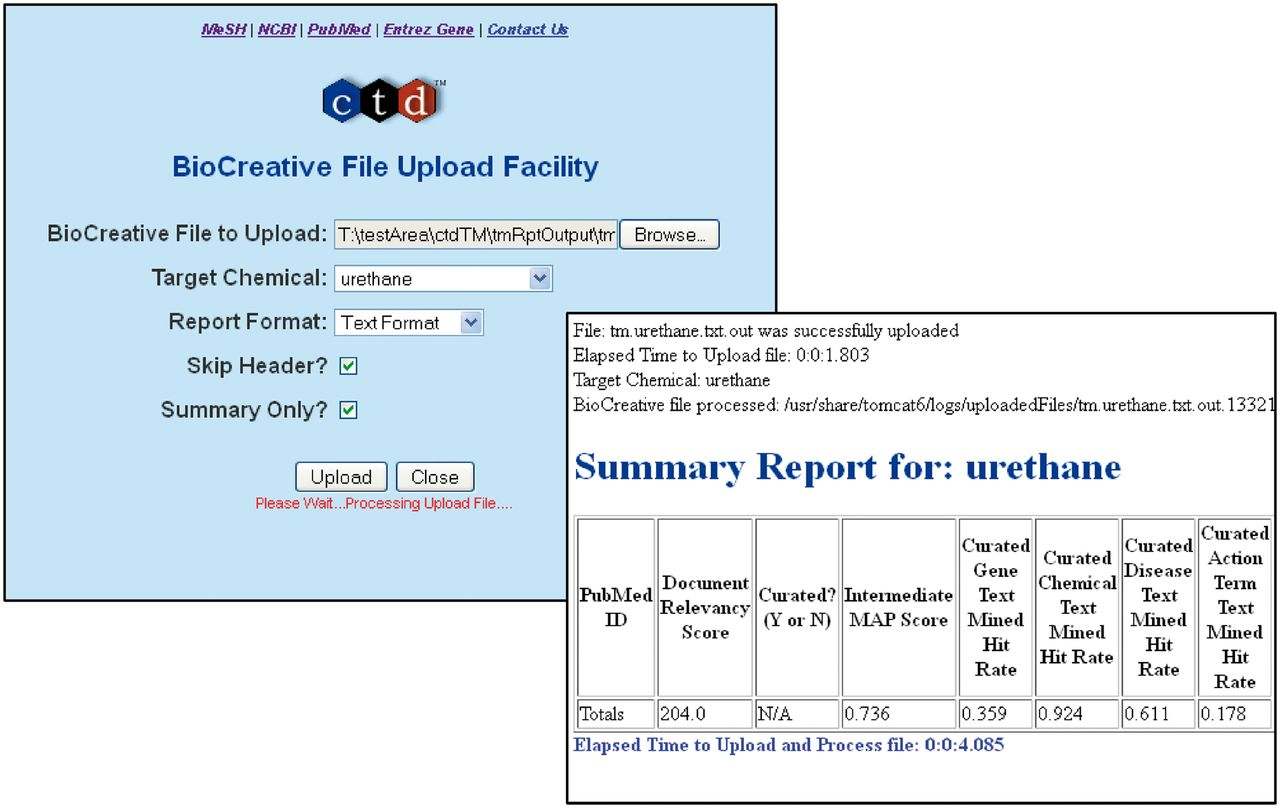 MeSH | NCBI | PubMed | Entrez Gene | Contact Us
ctd™
BioCreative File Upload Facility
BioCreative File to Upload: T:\testArea\ctdTM\tmRptOutput\tm Browse...
Target Chemical: urethane
Report Format: Text Format
Skip Header?
Summary Only?
Upload Close
Please Wait...Processing Upload File....
File: tm.urethane.txt.out was successfully uploaded
Elapsed Time to Upload file: 0:0:1.803
Target Chemical: urethane
BioCreative file processed: /usr/share/tomcat6/logs/uploadedFiles/tm.urethane.txt.out.13321
Summary Report for: urethane
PubMed
ID
Document
Relevancy
Score
Curated?
(Y or N)
Intermediate
MAP Score
Curated
Gene
Text
Mined
Hit
Rate
Curated
Chemical
Text
Mined
Hit Rate
Curated
Disease
Text
Mined
Hit
Rate
Curated
Action
Term
Text
Mined
Hit
Rate
Totals 204.0 N/A 0.736 0.359 0.924 0.611 0.178
Elapsed Time to Upload and Process file: 0:0:4.085